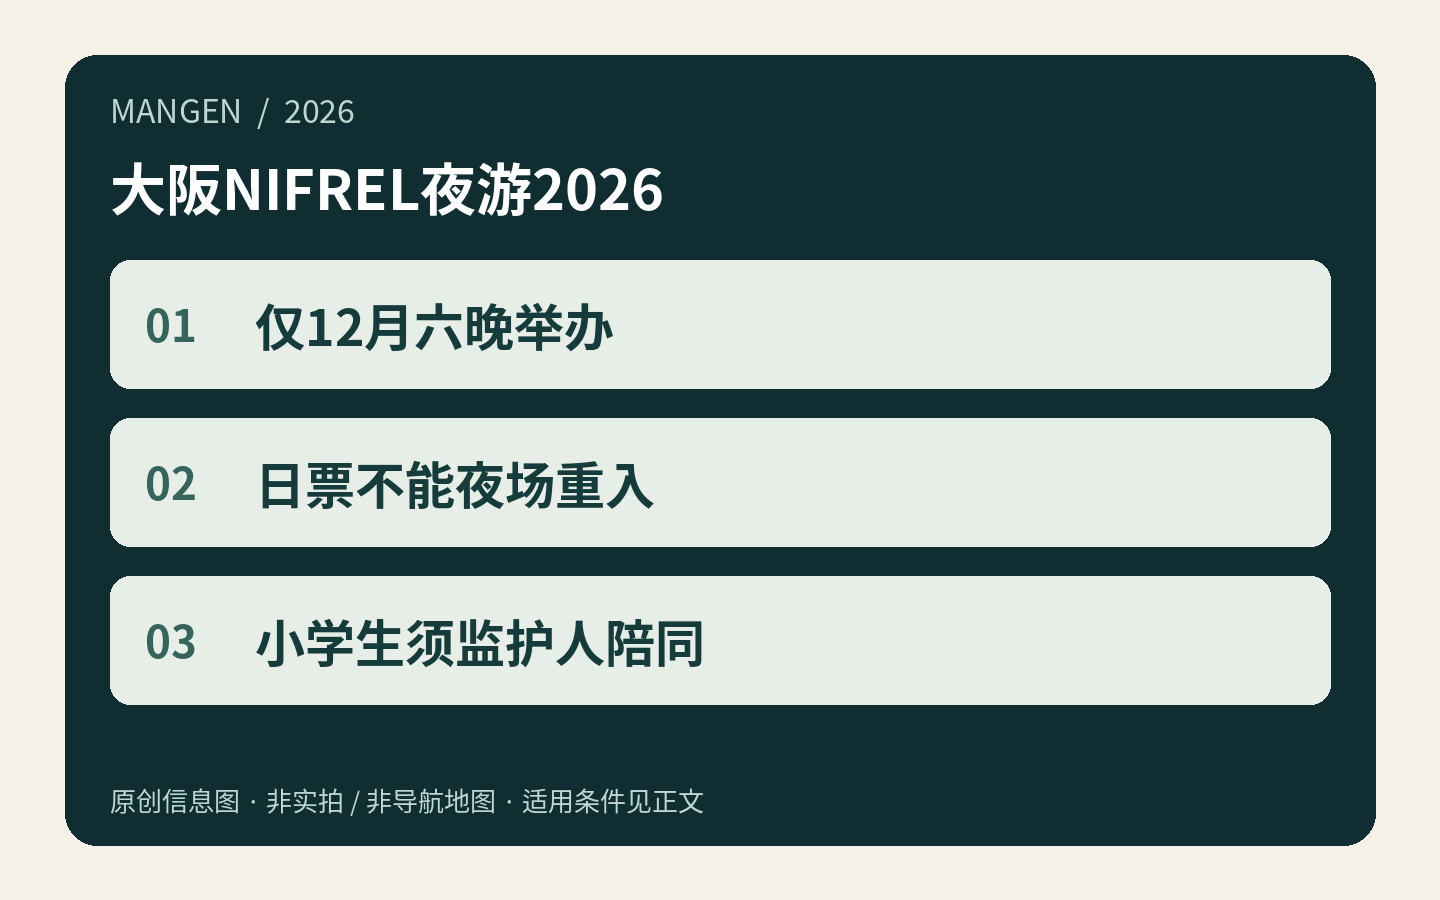 MANGEN / 2026
大阪NIFREL夜游2026
01 仅12月六晚举办
02 日票不能夜场重入
03 小学生须监护人陪同
原创信息图 · 非实拍 / 非导航地图 · 适用条件见正文